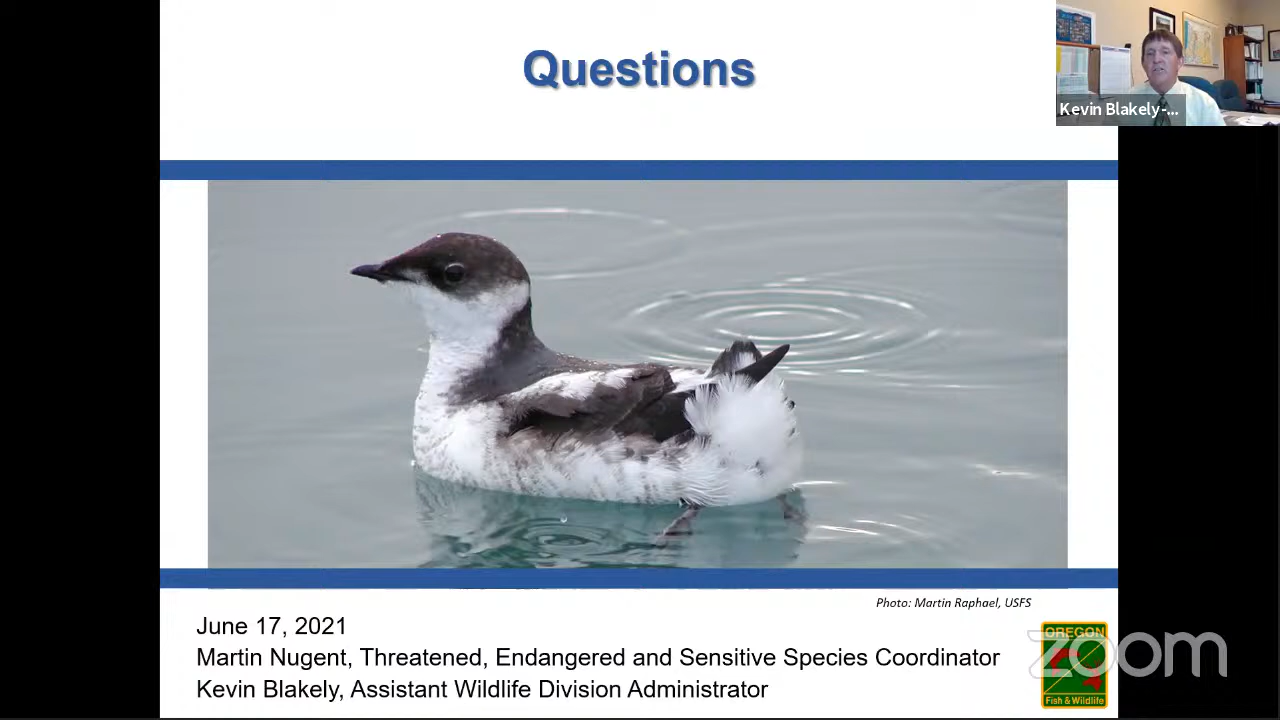 Questions
Kevin Blakely-...
Photo: Martin Raphael, USFS
June 17, 2021
Martin Nugent, Threatened, Endangered and Sensitive Species Coordinator
Kevin Blakely, Assistant Wildlife Division Administrator
OREGON
Fish & Wildlife
zoom